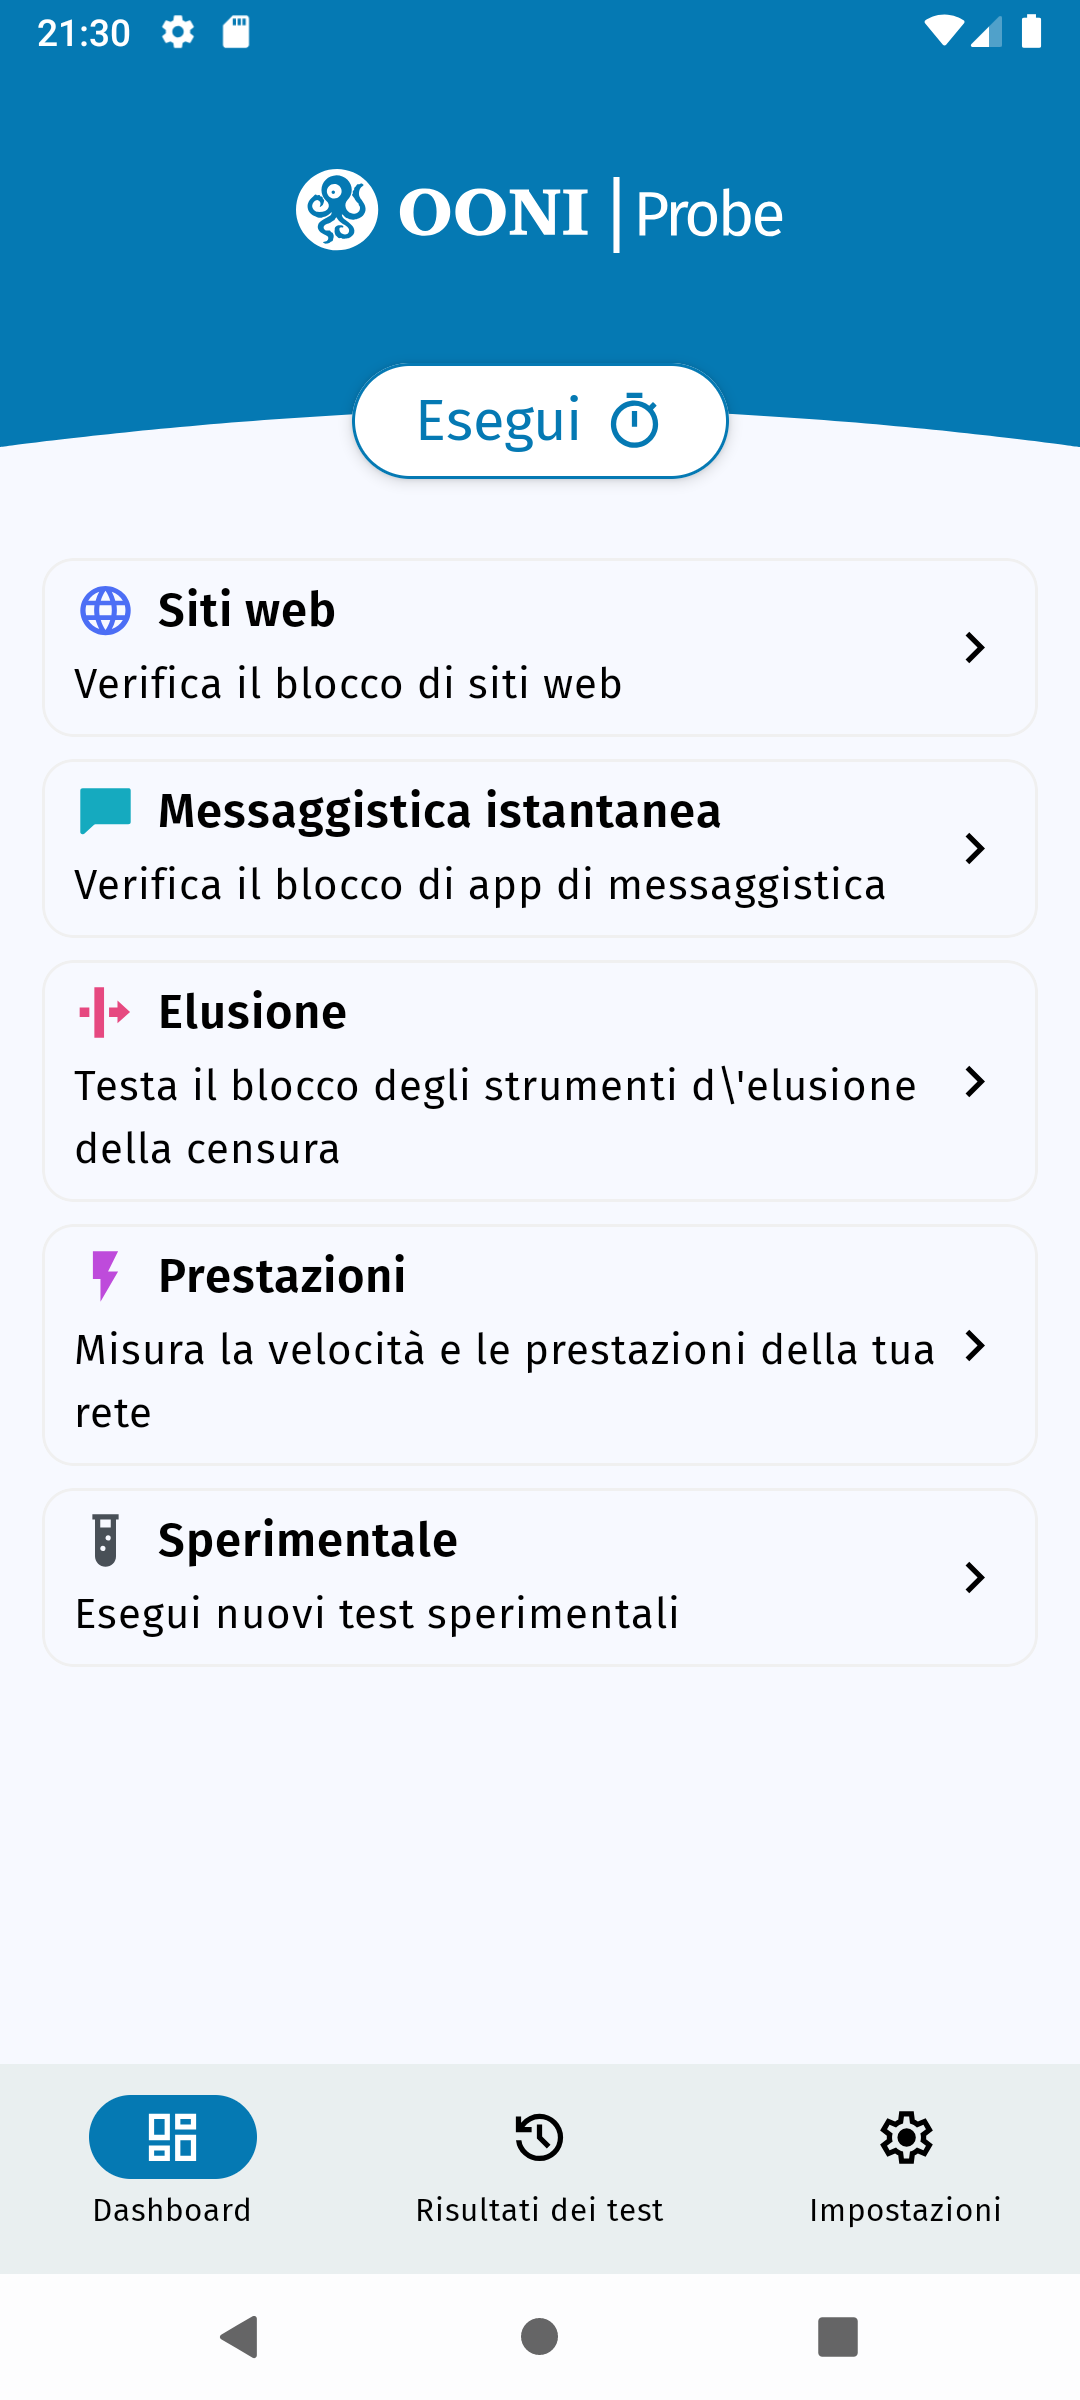 21:30
OONI | Probe
Esegui
Siti web
Verifica il blocco di siti web
Messaggistica istantanea
Verifica il blocco di app di messaggistica
Elusione
Testa il blocco degli strumenti d\'elusione
della censura
Prestazioni
Misura la velocità e le prestazioni della tua
rete
Sperimentale
Esegui nuovi test sperimentali
Dashboard
Risultati dei test
Impostazioni